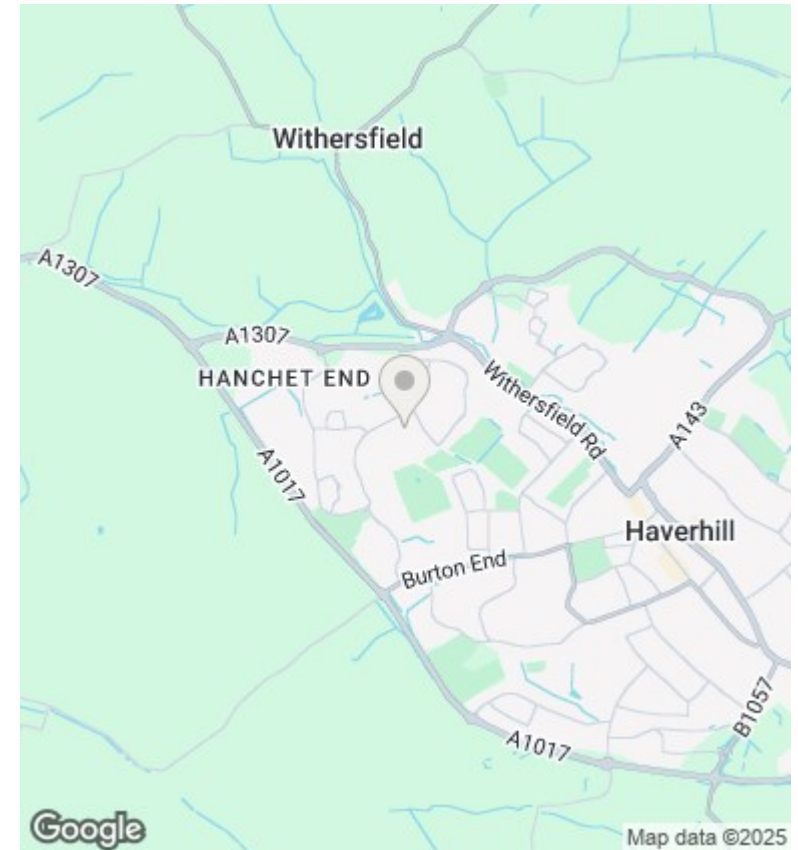 Withersfield
A1307
A1307
HANCHET END
Withersfield Rd
A143
A1017
Haverhill
Burton End
B1057
A1017
Google
Map data ©2025